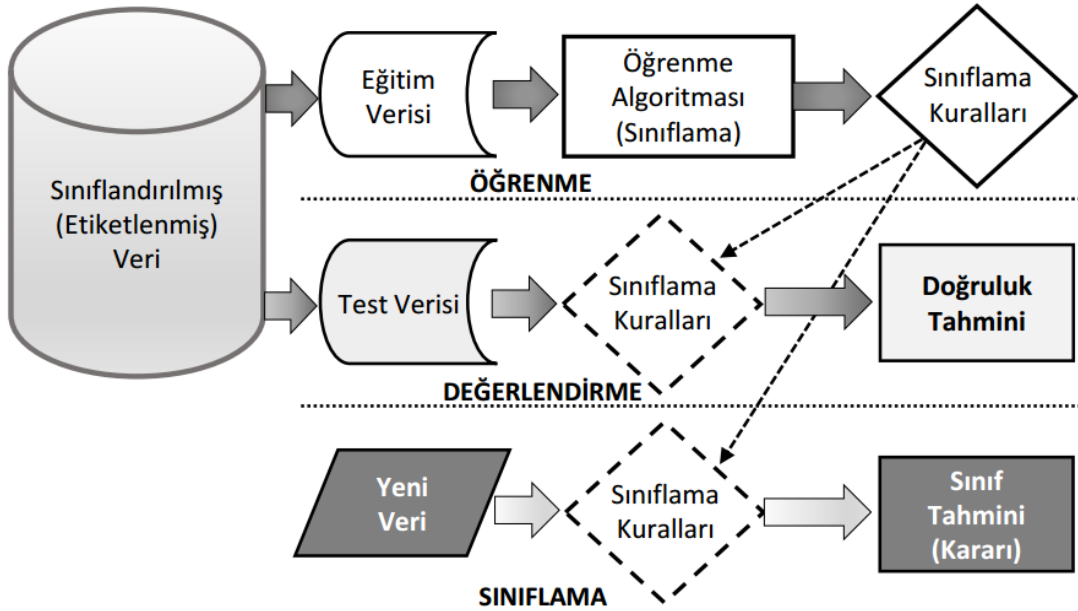 Sınıflandırılmış
(Etiketlenmiş)
Veri
Eğitim
Verisi
Öğrenme
Algoritması
(Sınıflama)
Sınıflama
Kuralları
ÖĞRENME
Test Verisi
Sınıflama
Kuralları
Doğruluk
Tahmini
DEĞERLENDİRME
Yeni
Veri
Sınıflama
Kuralları
Sınıf
Tahmini
(Kararı)
SINIFLAMA